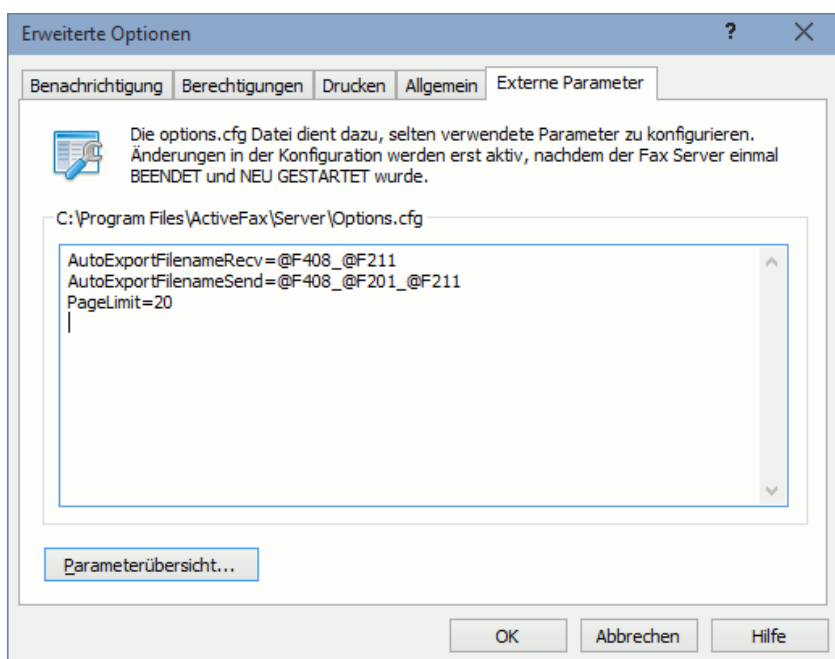 Erweiterte Optionen
?
Benachrichtigung Berechtigungen Drucken Allgemein Externe Parameter
Die options.cfg Datei dient dazu, selten verwendete Parameter zu konfigurieren.
Änderungen in der Konfiguration werden erst aktiv, nachdem der Fax Server einmal
BEENDET und NEU GESTARTET wurde.
C:\Program Files\ActiveFax\Server\Options.cfg
AutoExportFilenameRecv=@F408_@F211
AutoExportFilenameSend=@F408_@F201_@F211
PageLimit=20
Parameterübersicht...
OK Abbrechen Hilfe